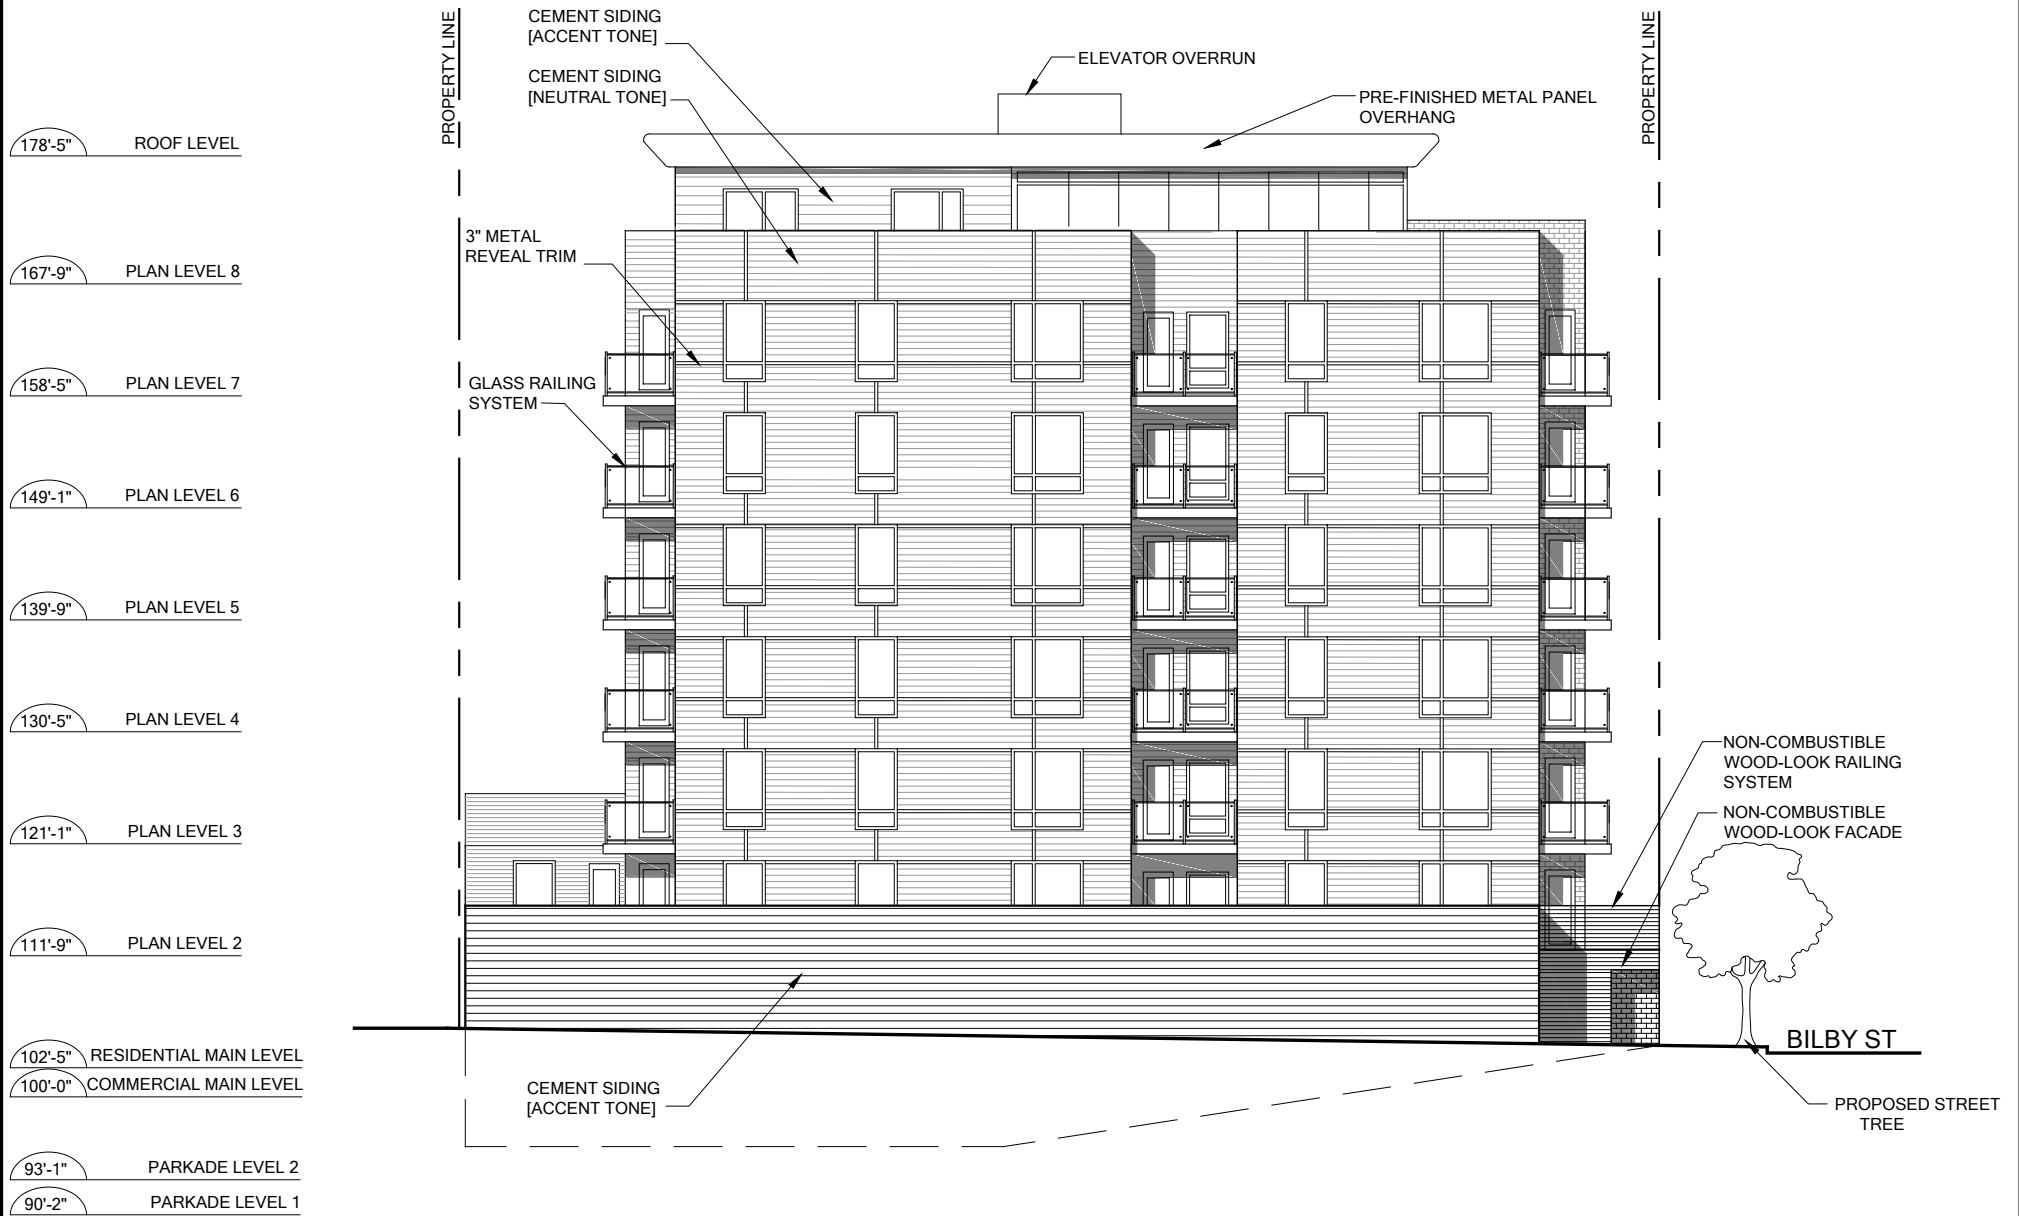 PROPERTY LINE
CEMENT SIDING
[ACCENT TONE]
CEMENT SIDING
[NEUTRAL TONE]
ELEVATOR OVERRUN
PRE-FINISHED METAL PANEL
OVERHANG
PROPERTY LINE
178'-5" ROOF LEVEL
3" METAL
REVEAL TRIM
167'-9" PLAN LEVEL 8
158'-5" PLAN LEVEL 7
GLASS RAILING
SYSTEM
149'-1" PLAN LEVEL 6
139'-9" PLAN LEVEL 5
130'-5" PLAN LEVEL 4
NON-COMBUSTIBLE
WOOD-LOOK RAILING
SYSTEM
NON-COMBUSTIBLE
WOOD-LOOK FACADE
121'-1" PLAN LEVEL 3
111'-9" PLAN LEVEL 2
BILBY ST
102'-5" RESIDENTIAL MAIN LEVEL
100'-0" COMMERCIAL MAIN LEVEL
CEMENT SIDING
[ACCENT TONE]
PROPOSED STREET
TREE
93'-1" PARKADE LEVEL 2
90'-2" PARKADE LEVEL 1